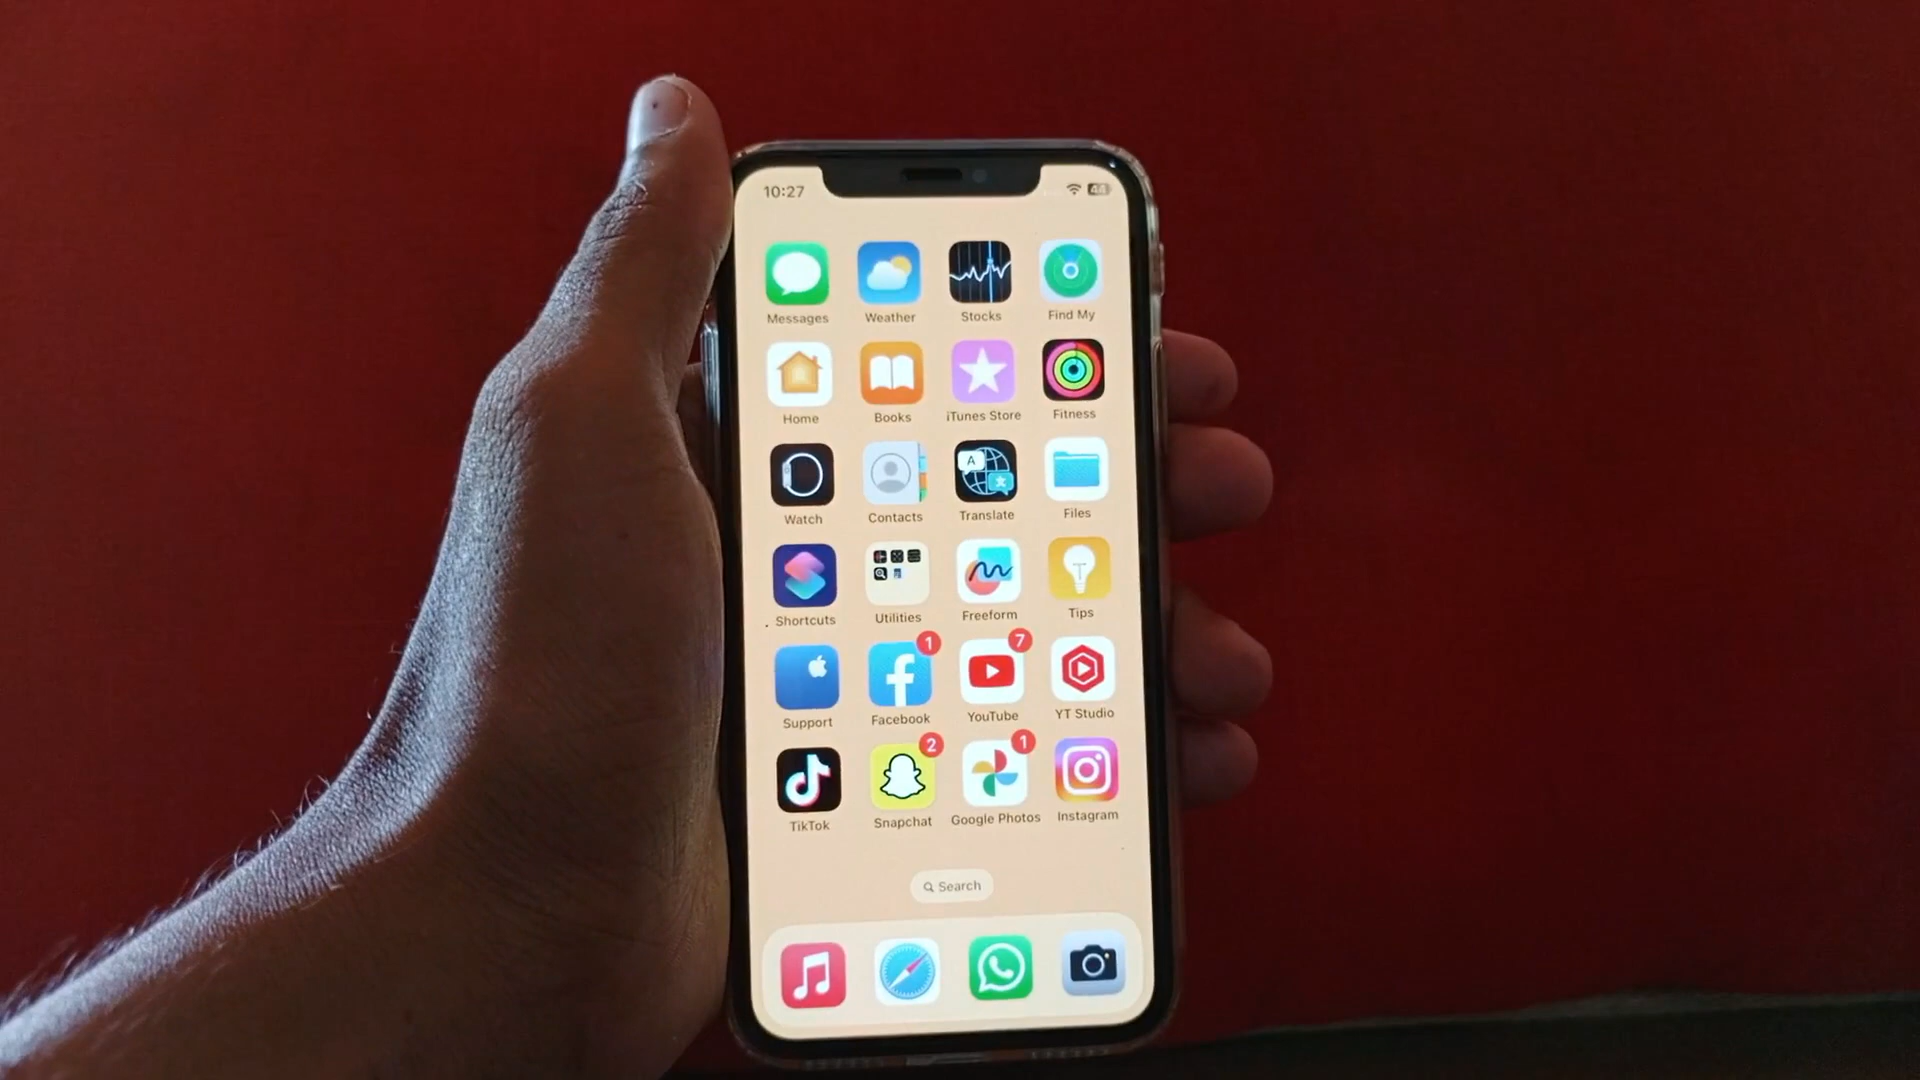 10:27
44
Messages Weather Stocks Find My
Home Books iTunes Store Fitness
Watch Contacts Translate Files
Shortcuts Utilities Freeform Tips
1 7
Support Facebook YouTube YT Studio
2 1
TikTok Snapchat Google Photos Instagram
Search